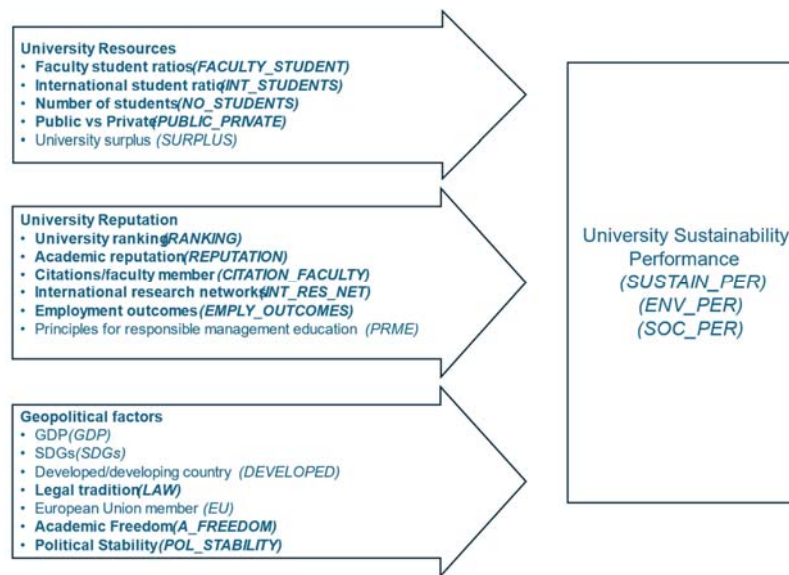 University Resources
• Faculty student ratios(FACULTY_STUDENT)
• International student ratio(INT_STUDENTS)
• Number of students(NO_STUDENTS)
• Public vs Private(PUBLIC_PRIVATE)
• University surplus (SURPLUS)
University Reputation
• University ranking(RANKING)
• Academic reputation(REPUTATION)
• Citations/faculty member (CITATION_FACULTY)
• International research networks(INT_RES_NET)
• Employment outcomes(EMPLY_OUTCOMES)
• Principles for responsible management education (PRME)
Geopolitical factors
• GDP(GDP)
• SDGs(SDGs)
• Developed/developing country (DEVELOPED)
• Legal tradition(LAW)
• European Union member (EU)
• Academic Freedom(A_FREEDOM)
• Political Stability(POL_STABILITY)
University Sustainability
Performance
(SUSTAIN_PER)
(ENV_PER)
(SOC_PER)